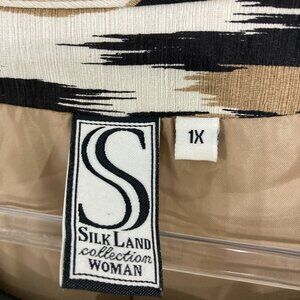 S
SILK LAND
collection
WOMAN
1X